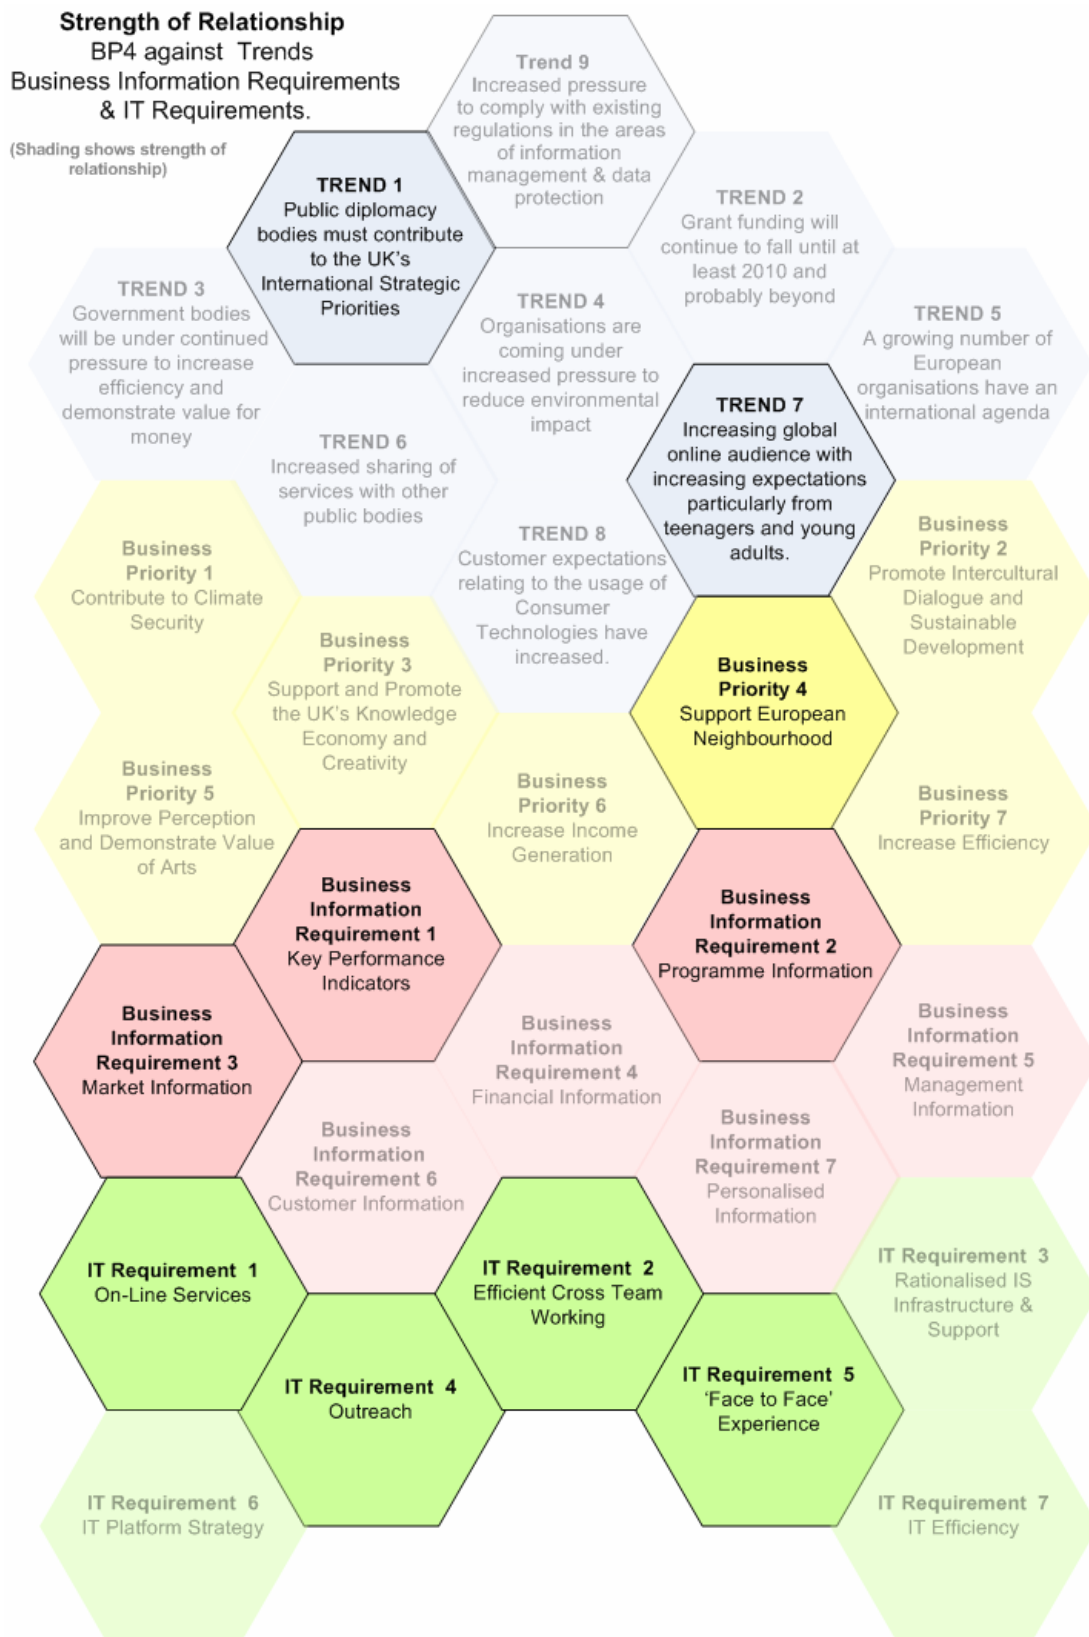 Strength of Relationship
BP4 against Trends
Business Information Requirements
& IT Requirements.
(Shading shows strength of
relationship)
Trend 9
Increased pressure
to comply with existing
regulations in the areas
of information
management & data
protection
TREND 1
Public diplomacy
bodies must contribute
to the UK's
International Strategic
Priorities
TREND 2
Grant funding will
continue to fall until at
least 2010 and
probably beyond
TREND 3
Government bodies
will be under continued
pressure to increase
efficiency and
demonstrate value for
money
TREND 4
Organisations are
coming under
increased pressure to
reduce environmental
impact
TREND 5
A growing number of
European
organisations have an
international agenda
TREND 6
Increased sharing of
services with other
public bodies
TREND 7
Increasing global
online audience with
increasing expectations
particularly from
teenagers and young
adults.
TREND 8
Customer expectations
relating to the usage of
Consumer
Technologies have
increased.
Business
Priority 1
Contribute to Climate
Security
Business
Priority 2
Promote Intercultural
Dialogue and
Sustainable
Development
Business
Priority 3
Support and Promote
the UK's Knowledge
Economy and
Creativity
Business
Priority 4
Support European
Neighbourhood
Business
Priority 5
Improve Perception
and Demonstrate Value
of Arts
Business
Priority 6
Increase Income
Generation
Business
Priority 7
Increase Efficiency
Business
Information
Requirement 1
Key Performance
Indicators
Business
Information
Requirement 2
Programme Information
Business
Information
Requirement 3
Market Information
Business
Information
Requirement 4
Financial Information
Business
Information
Requirement 5
Management
Information
Business
Information
Requirement 6
Customer Information
Business
Information
Requirement 7
Personalised
Information
IT Requirement 1
On-Line Services
IT Requirement 2
Efficient Cross Team
Working
IT Requirement 3
Rationalised IS
Infrastructure &
Support
IT Requirement 4
Outreach
IT Requirement 5
'Face to Face'
Experience
IT Requirement 6
IT Platform Strategy
IT Requirement 7
IT Efficiency